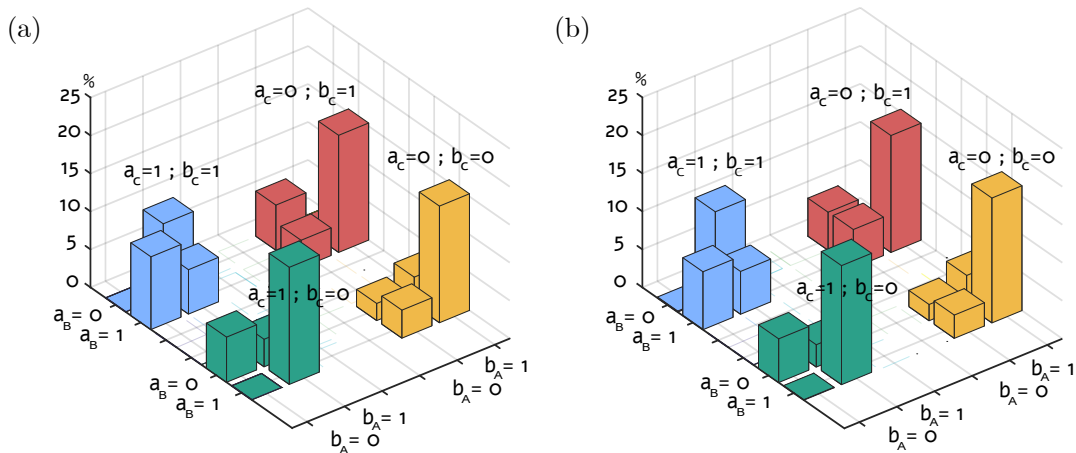 (a)
%
25
20
15
10
5
0
a_C=0 ; b_C=1
a_C=1 ; b_C=1
a_C=0 ; b_C=0
a_C=1 ; b_C=0
a_B= 0
a_B= 1
a_B= 0
a_B= 1
b_A= 1
b_A= 0
b_A= 1
b_A= 0
(b)
%
25
20
15
10
5
0
a_C=0 ; b_C=1
a_C=1 ; b_C=1
a_C=0 ; b_C=0
a_C=1 ; b_C=0
a_B= 0
a_B= 1
a_B= 0
a_B= 1
b_A= 1
b_A= 0
b_A= 1
b_A= 0